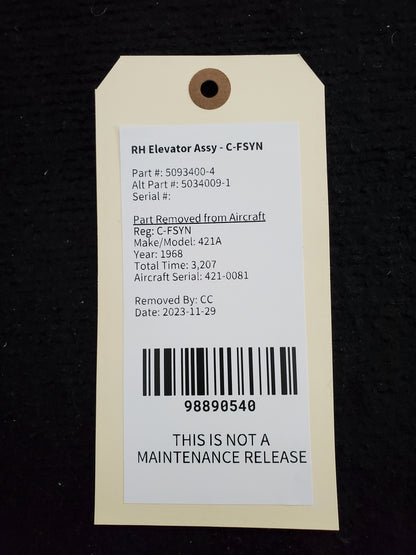 RH Elevator Assy - C-FSYN
Part #: 5093400-4
Alt Part #: 5034009-1
Serial #:
Part Removed from Aircraft
Reg: C-FSYN
Make/Model: 421A
Year: 1968
Total Time: 3,207
Aircraft Serial: 421-0081
Removed By: CC
Date: 2023-11-29
98890540
THIS IS NOT A
MAINTENANCE RELEASE